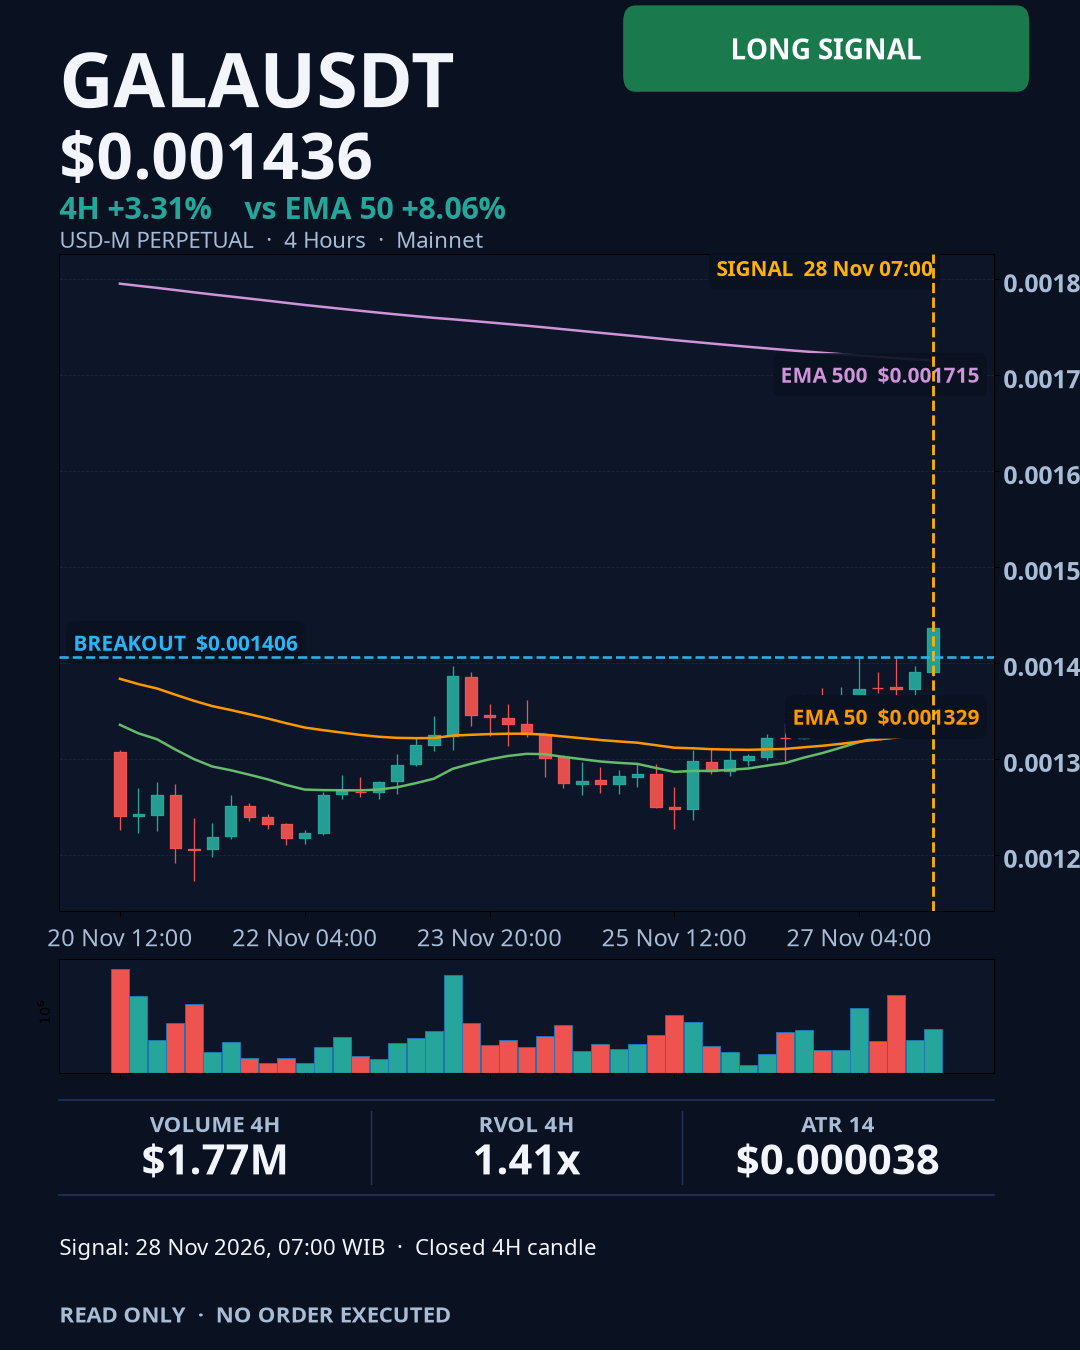 LONG SIGNAL
GALAUSDT
$0.001436
4H +3.31% vs EMA 50 +8.06%
USD-M PERPETUAL · 4 Hours · Mainnet
SIGNAL 28 Nov 07:00
0.0018
EMA 500 $0.001715
0.0017
0.0016
0.0015
BREAKOUT $0.001406
0.0014
EMA 50 $0.001329
0.0013
0.0012
20 Nov 12:00 22 Nov 04:00 23 Nov 20:00 25 Nov 12:00 27 Nov 04:00
10⁶
VOLUME 4H RVOL 4H ATR 14
$1.77M 1.41x $0.000038
Signal: 28 Nov 2026, 07:00 WIB · Closed 4H candle
READ ONLY · NO ORDER EXECUTED